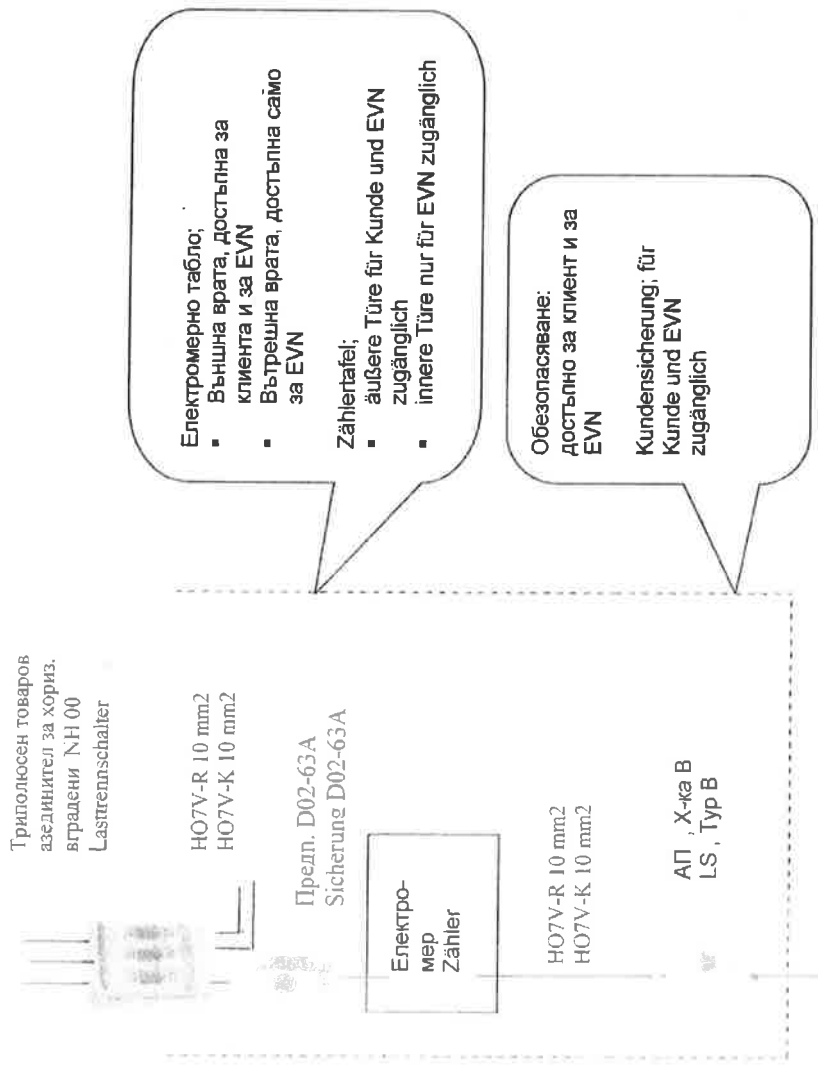 Триполюсен товаров
азединител за хориз.
вградени NH 00
Lasttrennschalter
HO7V-R 10 mm2
HO7V-K 10 mm2
Предп. D02-63A
Sicherung D02-63A
Електро-
мер
Zähler
HO7V-R 10 mm2
HO7V-K 10 mm2
АП , Х-ка В
LS , Typ B
Електромерно табло;
▪ Външна врата, достъпна за
клиента и за EVN
▪ Вътрешна врата, достъпна само
за EVN
Zählertafel;
▪ äußere Türe für Kunde und EVN
zugänglich
▪ innere Türe nur für EVN zugänglich
Обезопасяване:
достъпно за клиент и за
EVN
Kundensicherung; für
Kunde und EVN
zugänglich